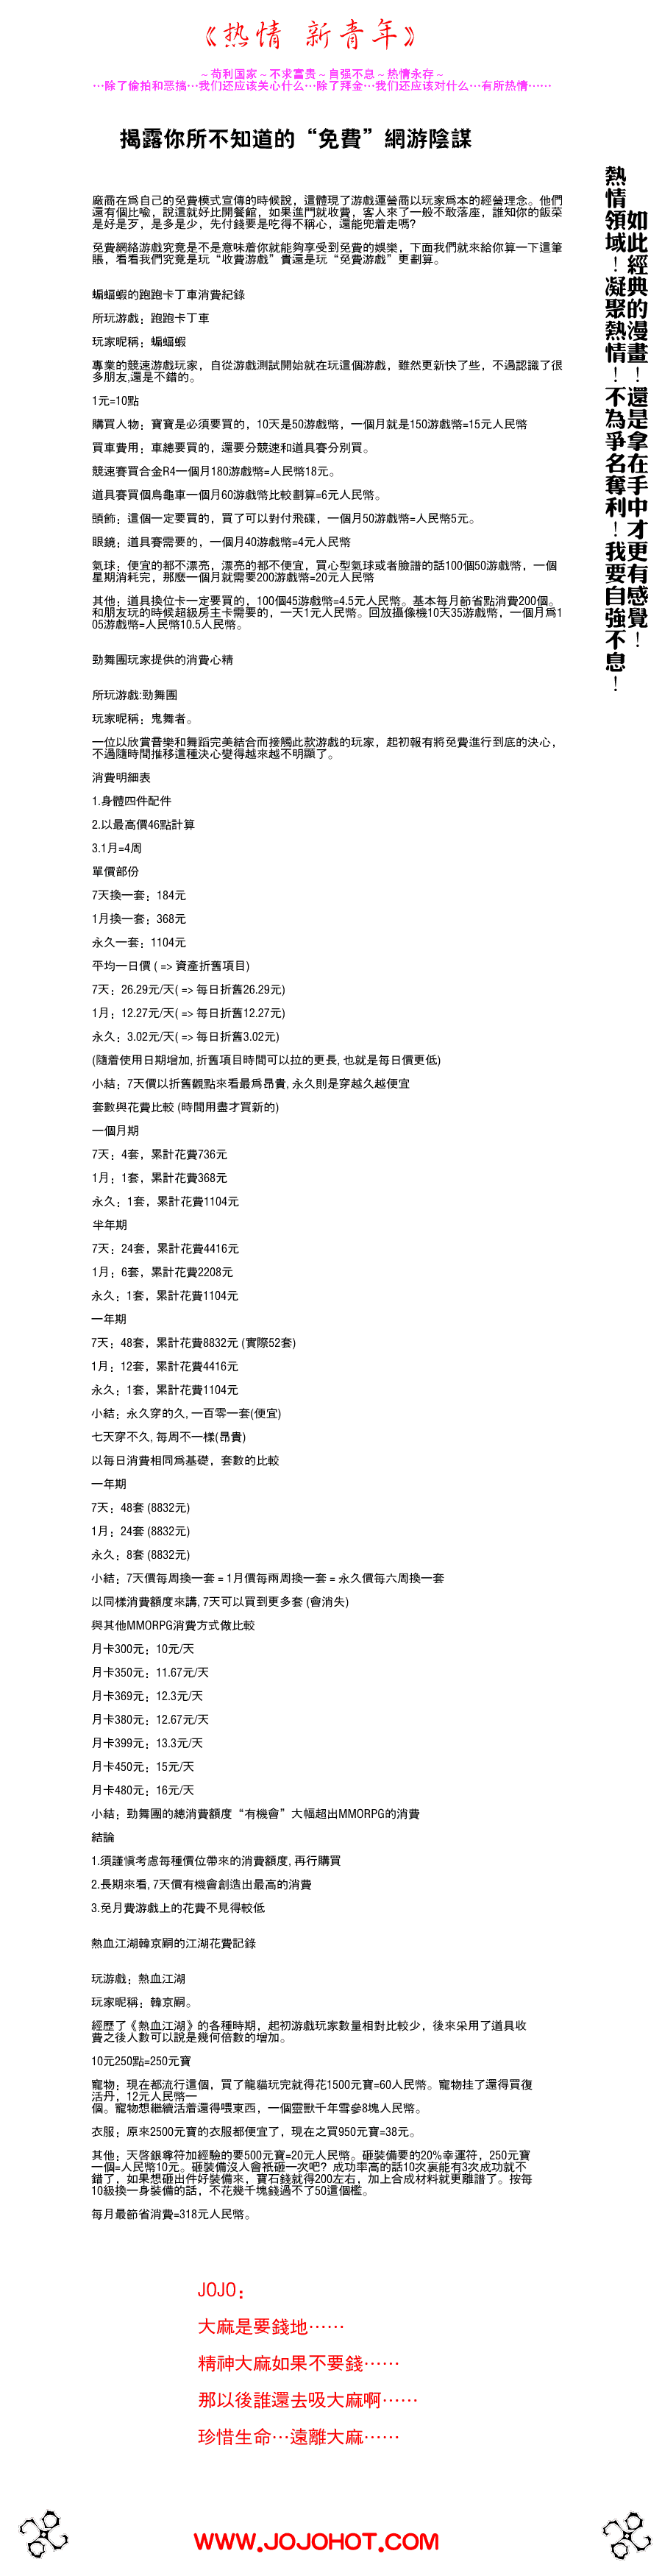 《热情 新青年》
～苟利国家～不求富贵～自强不息～热情永存～
…除了偷拍和恶搞…我们还应该关心什么…除了拜金…我们还应该对什么…有所热情……
揭露你所不知道的“免費”網游陰謀
如此經典的漫畫！還是拿在手中才更有感覺！
熱情領域！凝聚熱情！不為爭名奪利！我要自強不息！
廠商在爲自己的免費模式宣傳的時候說，這體現了游戲運營商以玩家爲本的經營理念。他們
還有個比喩，說這就好比開餐館，如果進門就收費，客人來了一般不敢落座，誰知你的飯菜
是好是歹，是多是少，先付錢要是吃得不稱心，還能兜着走嗎？
免費網絡游戲究竟是不是意味着你就能夠享受到免費的娛樂，下面我們就來給你算一下這筆
賬，看看我們究竟是玩“收費游戲”貴還是玩“免費游戲”更劃算。
蝙蝠蝦的跑跑卡丁車消費紀錄
所玩游戲：跑跑卡丁車
玩家昵稱：蝙蝠蝦
專業的競速游戲玩家，自從游戲測試開始就在玩這個游戲，雖然更新快了些，不過認識了很
多朋友,還是不錯的。
1元=10點
購買人物：寶寶是必須要買的，10天是50游戲幣，一個月就是150游戲幣=15元人民幣
買車費用：車總要買的，還要分競速和道具賽分別買。
競速賽買合金R4一個月180游戲幣=人民幣18元。
道具賽買個烏龜車一個月60游戲幣比較劃算=6元人民幣。
頭飾：這個一定要買的，買了可以對付飛碟，一個月50游戲幣=人民幣5元。
眼鏡：道具賽需要的，一個月40游戲幣=4元人民幣
氣球：便宜的都不漂亮，漂亮的都不便宜，買心型氣球或者臉譜的話100個50游戲幣，一個
星期消耗完，那麼一個月就需要200游戲幣=20元人民幣
其他：道具換位卡一定要買的，100個45游戲幣=4.5元人民幣。基本每月節省點消費200個。
和朋友玩的時候超級房主卡需要的，一天1元人民幣。回放攝像機10天35游戲幣，一個月爲1
05游戲幣=人民幣10.5人民幣。
勁舞團玩家提供的消費心精
所玩游戲:勁舞團
玩家昵稱：鬼舞者。
一位以欣賞音樂和舞蹈完美結合而接觸此款游戲的玩家，起初報有將免費進行到底的決心，
不過隨時間推移這種決心變得越來越不明顯了。
消費明細表
1.身體四件配件
2.以最高價46點計算
3.1月=4周
單價部份
7天換一套：184元
1月換一套：368元
永久一套：1104元
平均一日價 ( => 資產折舊項目)
7天：26.29元/天( => 每日折舊26.29元)
1月：12.27元/天( => 每日折舊12.27元)
永久：3.02元/天( => 每日折舊3.02元)
(隨着使用日期增加, 折舊項目時間可以拉的更長, 也就是每日價更低)
小結：7天價以折舊觀點來看最爲昂貴, 永久則是穿越久越便宜
套數與花費比較 (時間用盡才買新的)
一個月期
7天：4套，累計花費736元
1月：1套，累計花費368元
永久：1套，累計花費1104元
半年期
7天：24套，累計花費4416元
1月：6套，累計花費2208元
永久：1套，累計花費1104元
一年期
7天：48套，累計花費8832元 (實際52套)
1月：12套，累計花費4416元
永久：1套，累計花費1104元
小結：永久穿的久, 一百零一套(便宜)
七天穿不久, 每周不一樣(昂貴)
以每日消費相同爲基礎，套數的比較
一年期
7天：48套 (8832元)
1月：24套 (8832元)
永久：8套 (8832元)
小結：7天價每周換一套 = 1月價每兩周換一套 = 永久價每六周換一套
以同樣消費額度來講, 7天可以買到更多套 (會消失)
與其他MMORPG消費方式做比較
月卡300元：10元/天
月卡350元：11.67元/天
月卡369元：12.3元/天
月卡380元：12.67元/天
月卡399元：13.3元/天
月卡450元：15元/天
月卡480元：16元/天
小結：勁舞團的總消費額度“有機會”大幅超出MMORPG的消費
結論
1.須謹愼考慮每種價位帶來的消費額度, 再行購買
2.長期來看, 7天價有機會創造出最高的消費
3.免月費游戲上的花費不見得較低
熱血江湖韓京嗣的江湖花費記錄
玩游戲：熱血江湖
玩家昵稱：韓京嗣。
經歷了《熱血江湖》的各種時期，起初游戲玩家數量相對比較少，後來采用了道具收
費之後人數可以說是幾何倍數的增加。
10元250點=250元寶
寵物：現在都流行這個，買了龍貓玩完就得花1500元寶=60人民幣。寵物挂了還得買復
活丹，12元人民幣一
個。寵物想繼續活着還得喂東西，一個靈獸千年雪參8塊人民幣。
衣服：原來2500元寶的衣服都便宜了，現在之買950元寶=38元。
其他：天啓銀尊符加經驗的要500元寶=20元人民幣。砸裝備要的20%幸運符，250元寶
一個=人民幣10元。砸裝備沒人會衹砸一次吧？成功率高的話10次裏能有3次成功就不
錯了，如果想砸出件好裝備來，寶石錢就得200左右，加上合成材料就更離譜了。按每
10級換一身裝備的話，不花幾千塊錢過不了50這個檻。
每月最節省消費=318元人民幣。
JOJO：
大麻是要錢地……
精神大麻如果不要錢……
那以後誰還去吸大麻啊……
珍惜生命…遠離大麻……
WWW.JOJOHOT.COM